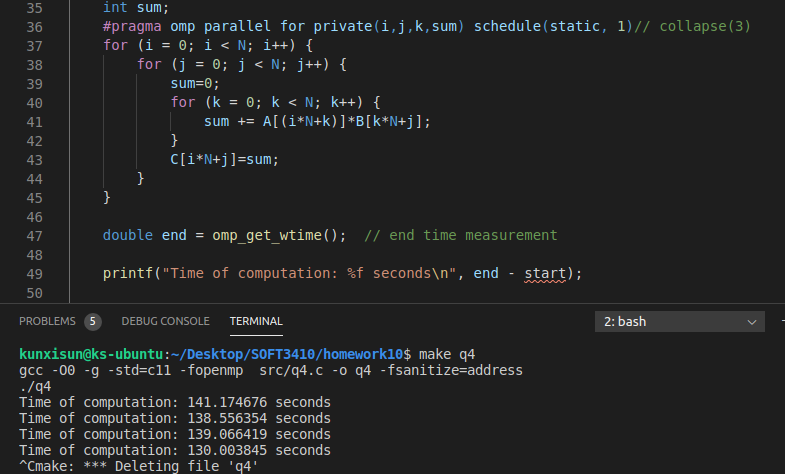 35 int sum;
36 #pragma omp parallel for private(i,j,k,sum) schedule(static, 1)// collapse(3)
37 for (i = 0; i < N; i++) {
38 for (j = 0; j < N; j++) {
39 sum=0;
40 for (k = 0; k < N; k++) {
41 sum += A[(i*N+k)]*B[k*N+j];
42 }
43 C[i*N+j]=sum;
44 }
45 }
46
47 double end = omp_get_wtime();  // end time measurement
48
49 printf("Time of computation: %f seconds\n", end - start);
50
PROBLEMS 5 DEBUG CONSOLE TERMINAL 2: bash
kunxisun@ks-ubuntu:~/Desktop/SOFT3410/homework10$ make q4
gcc -O0 -g -std=c11 -fopenmp  src/q4.c -o q4 -fsanitize=address
./q4
Time of computation: 141.174676 seconds
Time of computation: 138.556354 seconds
Time of computation: 139.066419 seconds
Time of computation: 130.003845 seconds
^Cmake: *** Deleting file 'q4'